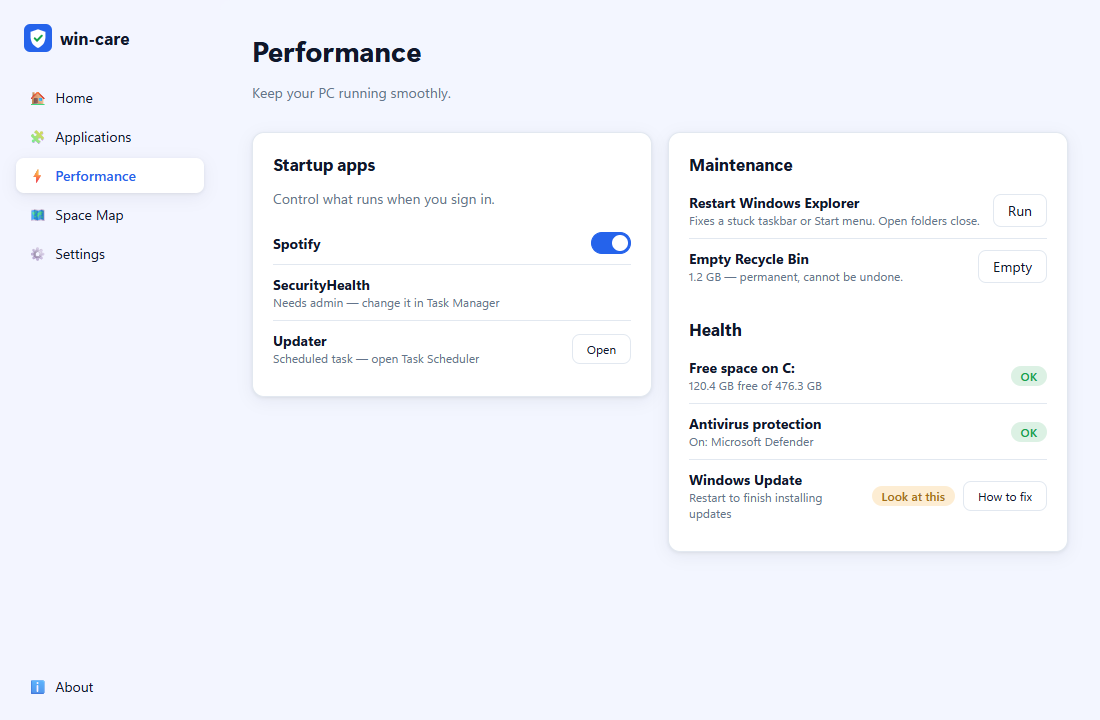 win-care
Home
Applications
Performance
Space Map
Settings
About
Performance
Keep your PC running smoothly.
Startup apps
Control what runs when you sign in.
Spotify
SecurityHealth
Needs admin — change it in Task Manager
Updater
Scheduled task — open Task Scheduler
Open
Maintenance
Restart Windows Explorer
Fixes a stuck taskbar or Start menu. Open folders close.
Run
Empty Recycle Bin
1.2 GB — permanent, cannot be undone.
Empty
Health
Free space on C:
120.4 GB free of 476.3 GB
OK
Antivirus protection
On: Microsoft Defender
OK
Windows Update
Restart to finish installing
updates
Look at this
How to fix